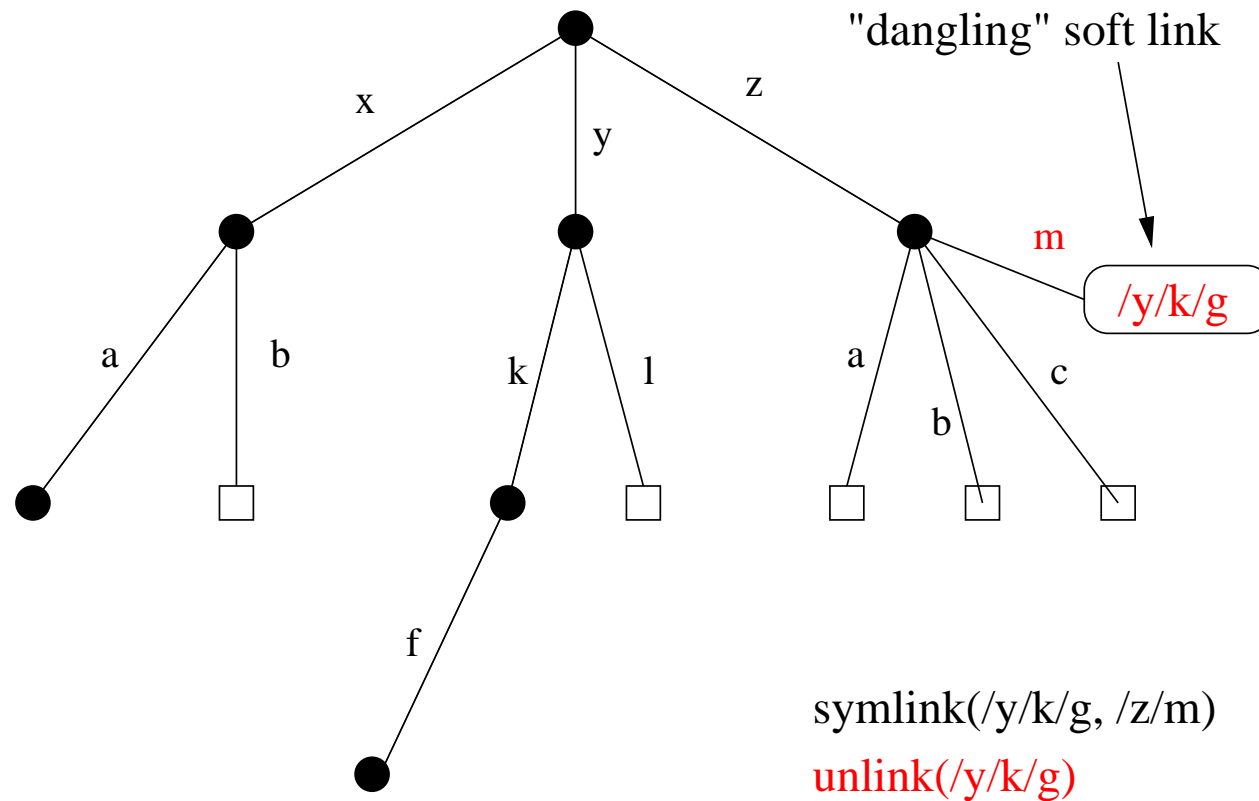 "dangling" soft link
x
y
z
m
/y/k/g
a
b
k
l
a
b
c
f
symlink(/y/k/g, /z/m)
unlink(/y/k/g)